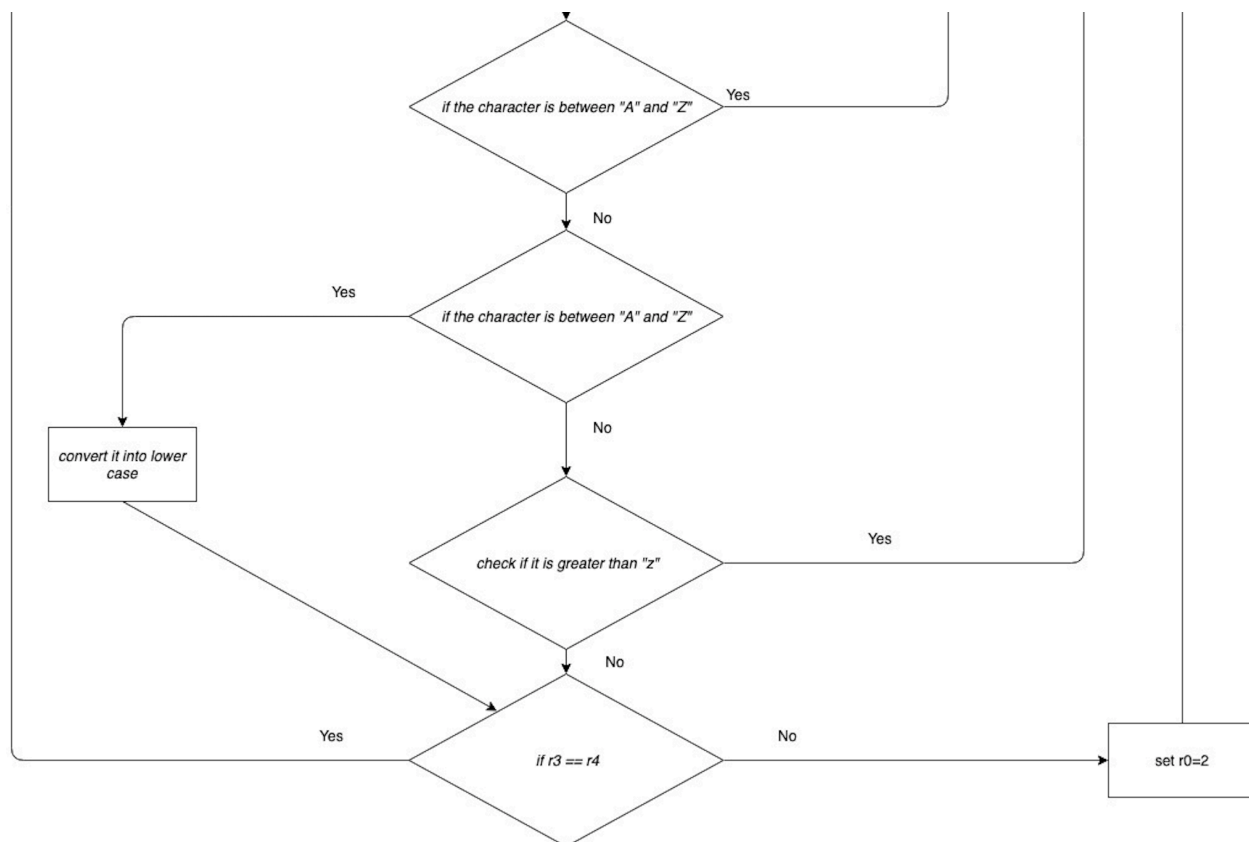 if the character is between "A" and "Z"
Yes
No
Yes
if the character is between "A" and "Z"
No
convert it into lower
case
check if it is greater than "z"
Yes
No
Yes
if r3 == r4
No
set r0=2